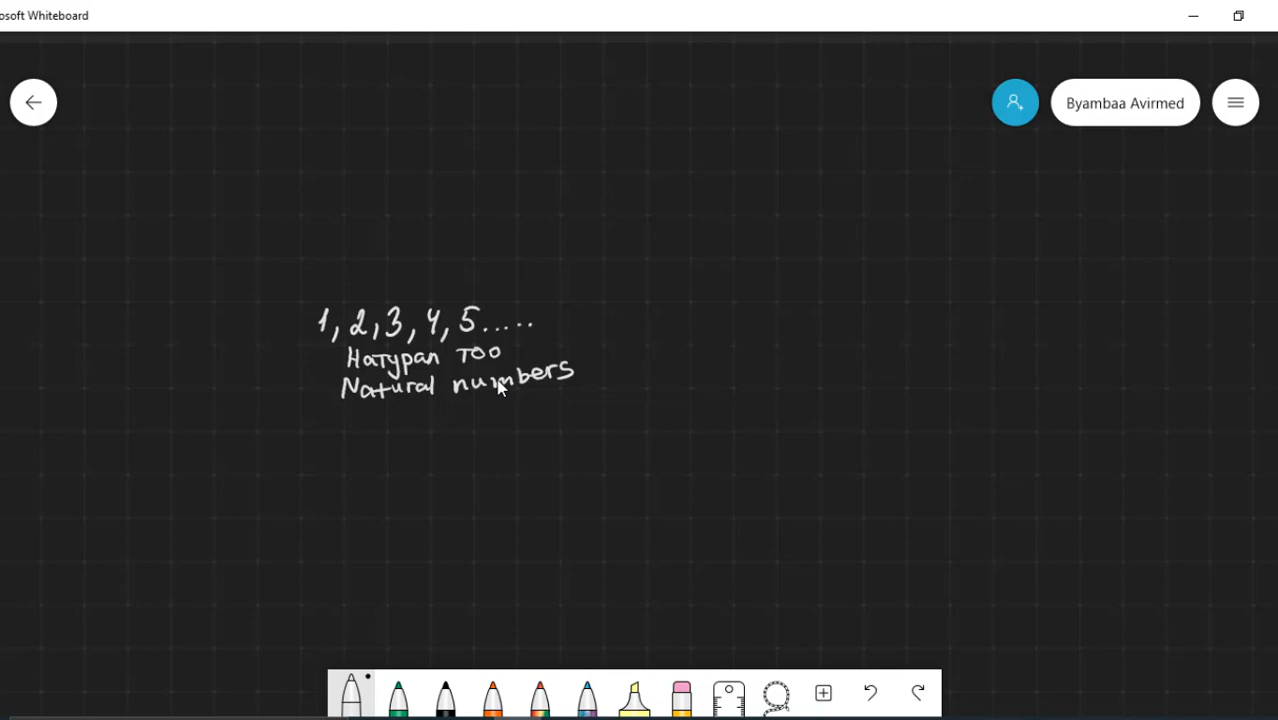 osoft Whiteboard
Byambaa Avirmed
1, 2, 3, 4, 5.....
Натурал тоо
Natural numbers